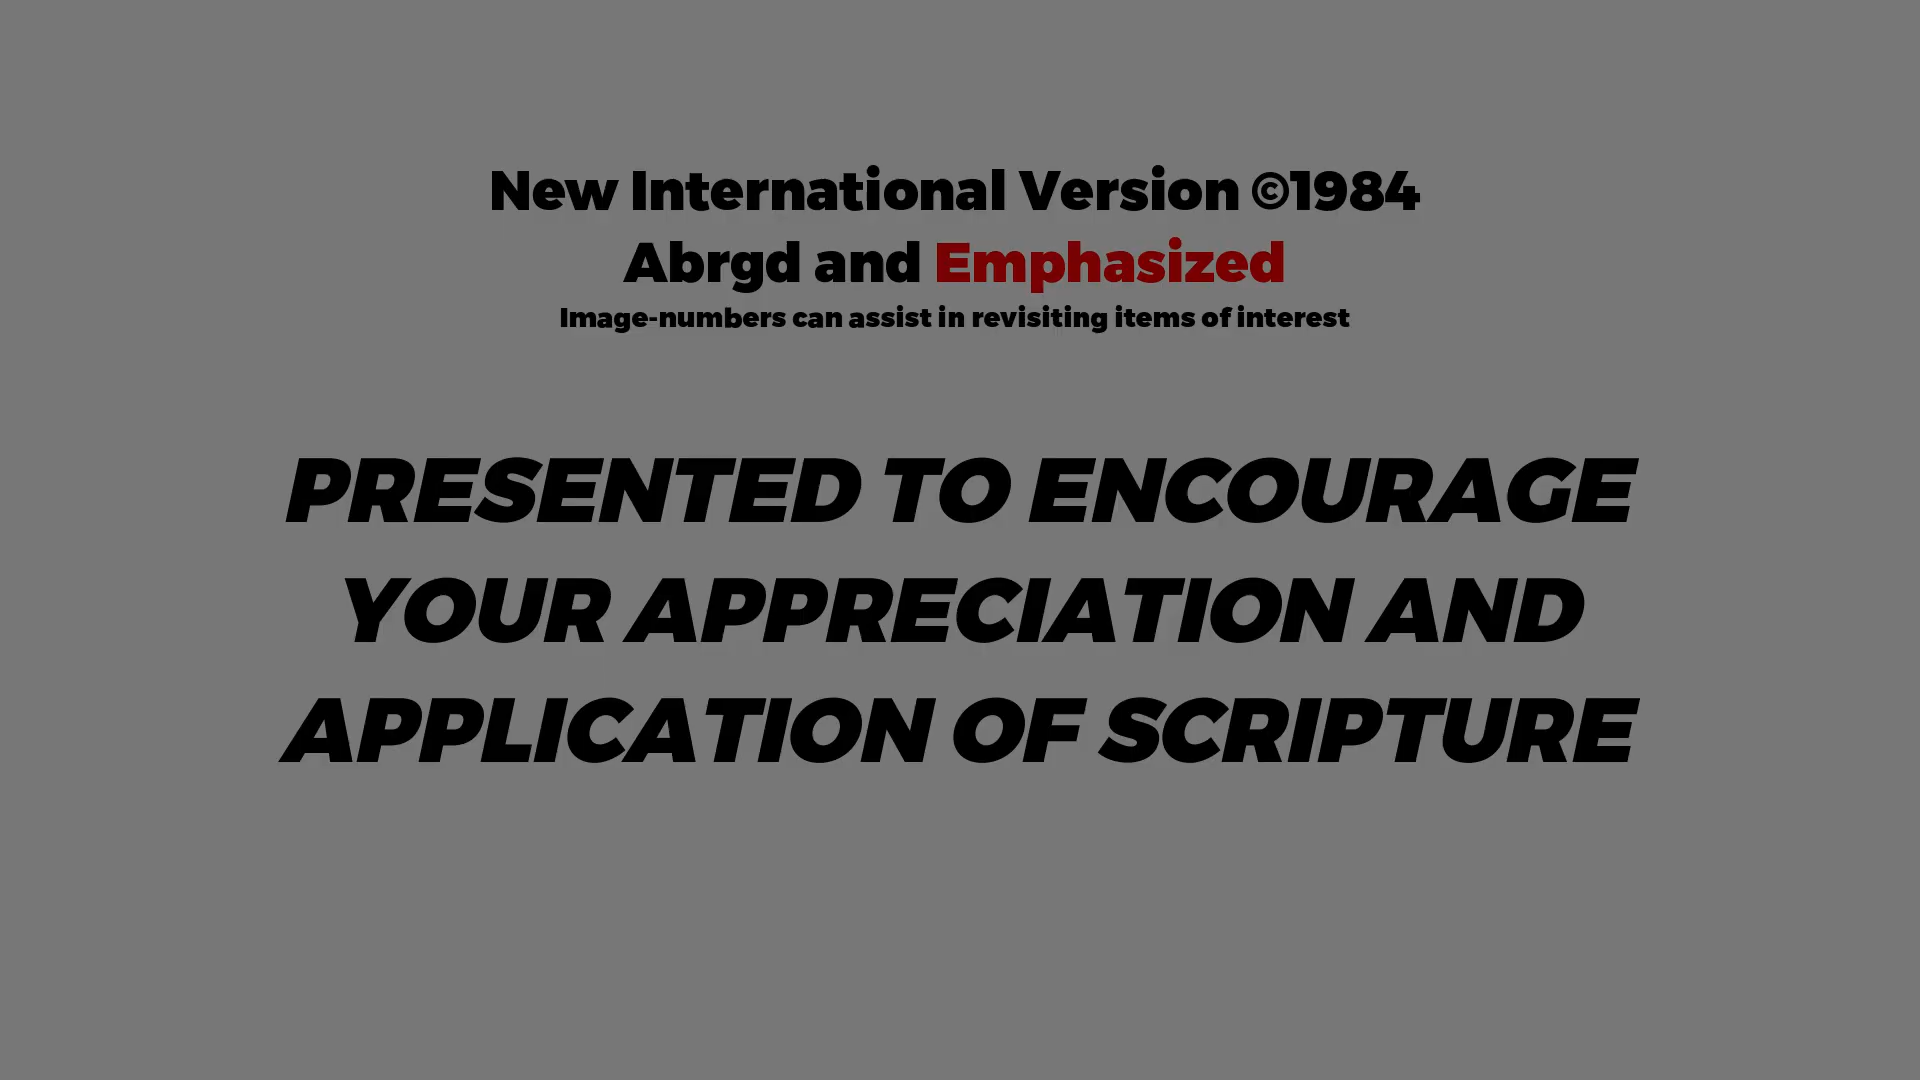 New International Version ©1984
Abrgd and Emphasized
Image-numbers can assist in revisiting items of interest
PRESENTED TO ENCOURAGE
YOUR APPRECIATION AND
APPLICATION OF SCRIPTURE